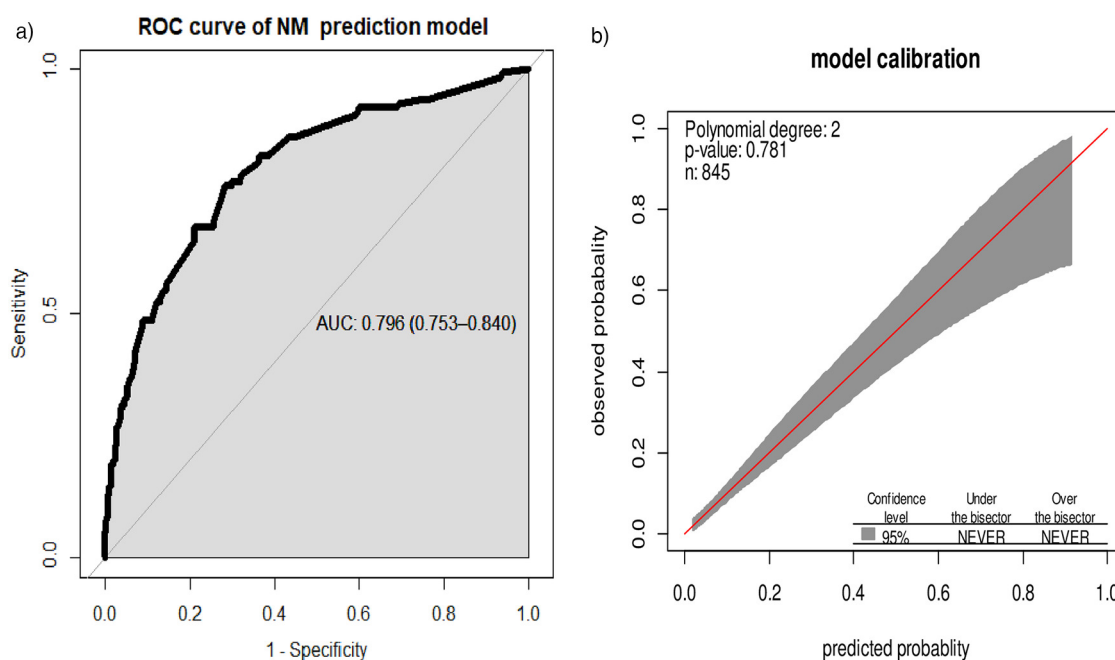 a)
ROC curve of NM prediction model
1.0
0.5
0.0
Sensitivity
AUC: 0.796 (0.753–0.840)
0.0 0.2 0.4 0.6 0.8 1.0
1 - Specificity
b)
model calibration
Polynomial degree: 2
p-value: 0.781
n: 845
1.0
0.8
0.6
0.4
0.2
0.0
observed probability
Confidence level Under the bisector Over the bisector
95% NEVER NEVER
0.0 0.2 0.4 0.6 0.8 1.0
predicted probablity